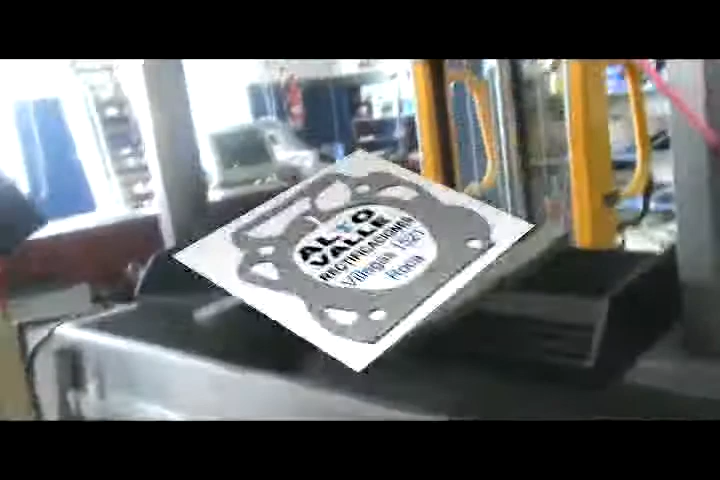 ALTO
VALLE
RECTIFICACIONES
Villegas 1521
Roca